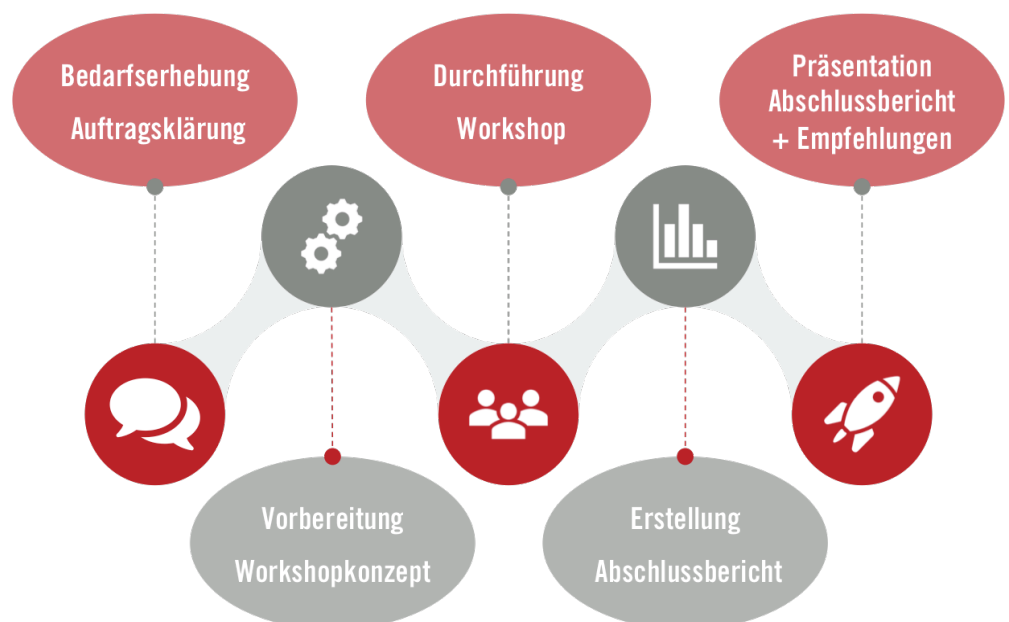 Bedarfserhebung
Auftragsklärung
Durchführung
Workshop
Präsentation
Abschlussbericht
+ Empfehlungen
Vorbereitung
Workshopkonzept
Erstellung
Abschlussbericht